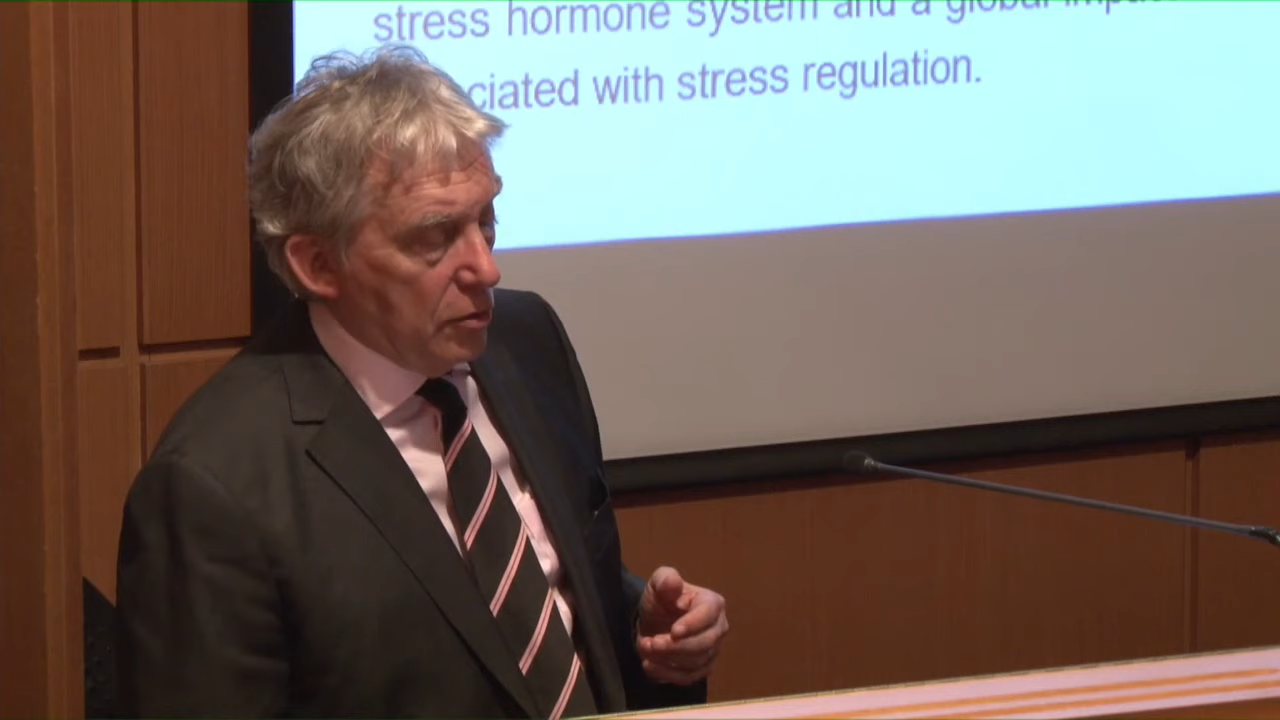 stress hormone system and a global
ciated with stress regulation.